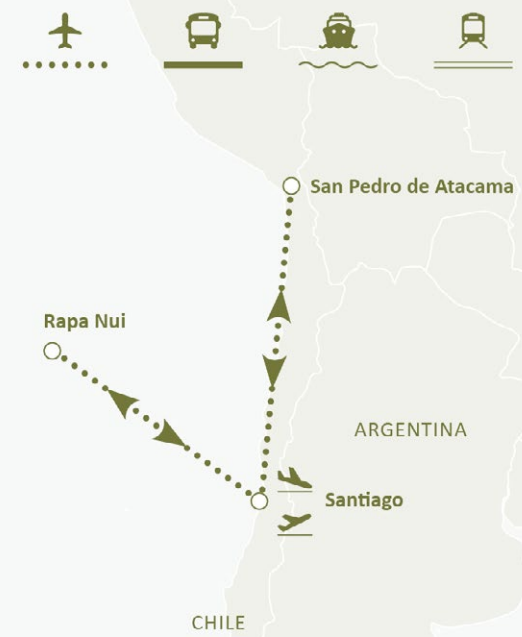 San Pedro de Atacama
Rapa Nui
ARGENTINA
Santiago
CHILE